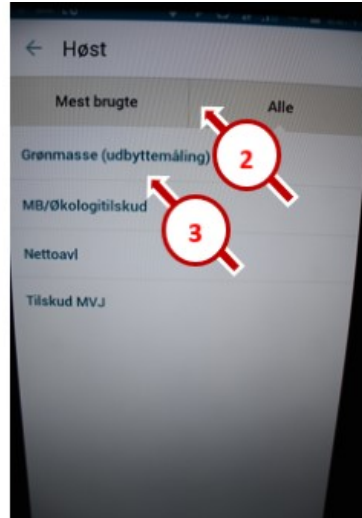 ← Høst
Mest brugte
Alle
Grønmasse (udbyttemåling)
2
MB/Økologitilskud
3
Nettoavl
Tilskud MVJ